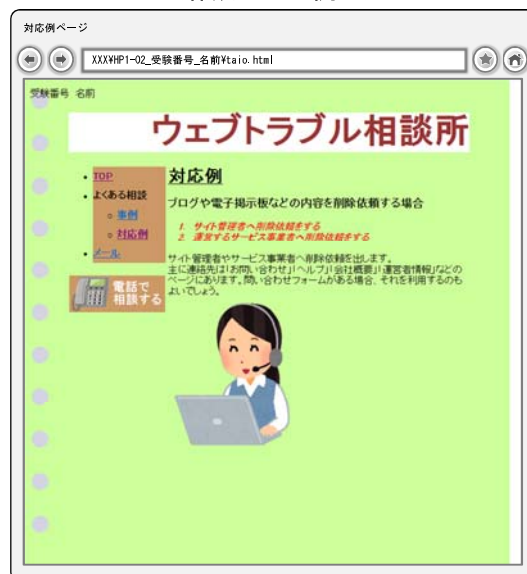 対応例ページ
XXX¥HP1-02_受験番号_名前¥taio.html
受験番号 名前
ウェブトラブル相談所
・TOP
・よくある相談
○事例
○対応例
・メール
電話で
相談する
対応例
ブログや電子掲示板などの内容を削除依頼する場合
1. サイト管理者へ削除依頼をする
2. 運営するサービス事業者へ削除依頼をする
サイト管理者やサービス事業者へ削除依頼を出します。
主に連絡先は「お問い合わせ」「ヘルプ」「会社概要」「運営者情報」などの
ページにあります。問い合わせフォームがある場合、それを利用するのも
よいでしょう。